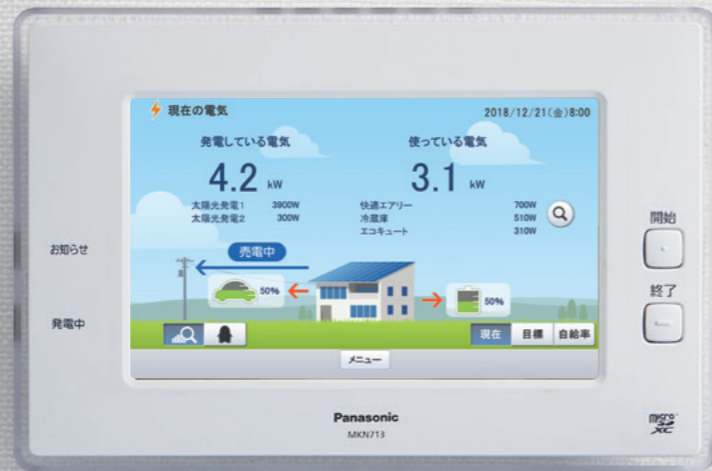 現在の電気
2018/12/21(金)8:00
発電している電気
4.2 kW
太陽光発電1 3900W
太陽光発電2 300W
使っている電気
3.1 kW
快適エアリー 700W
冷蔵庫 510W
エコキュート 310W
売電中
50%
50%
現在 目標 自給率
メニュー
お知らせ
発電中
開始
終了
Panasonic
MKN713
micro
SD
XC